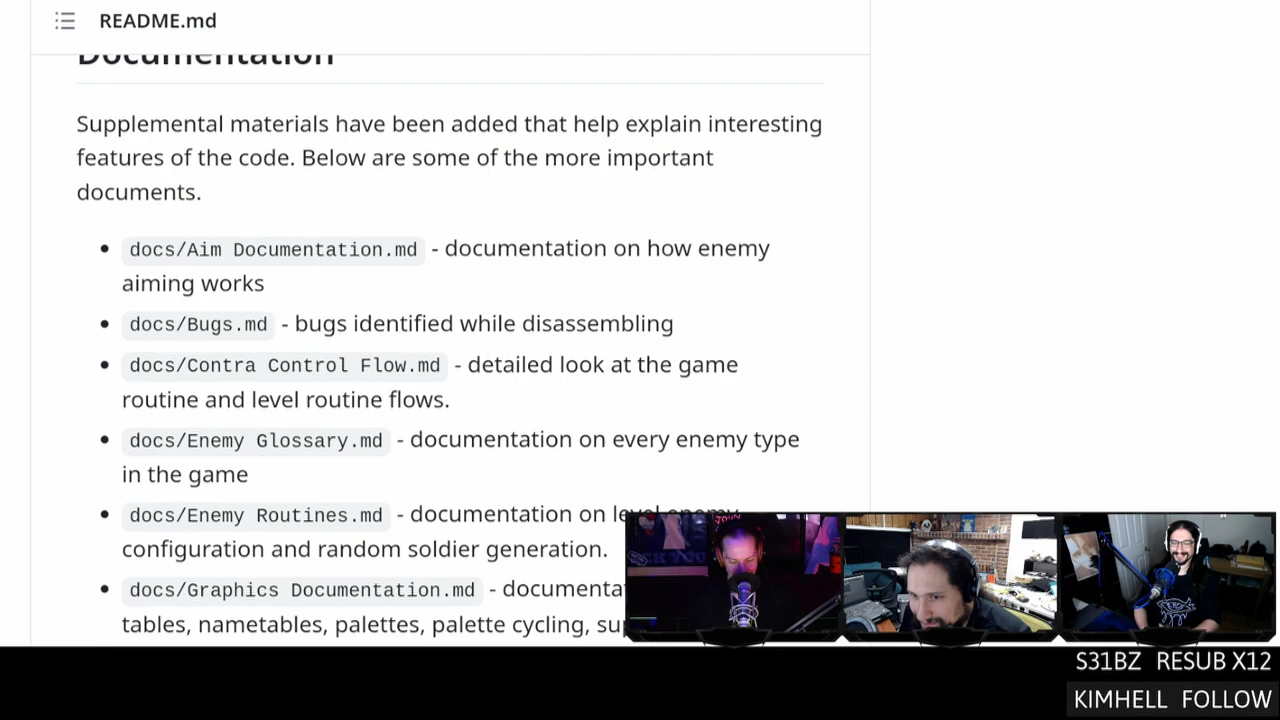 README.md
Documentation
Supplemental materials have been added that help explain interesting
features of the code. Below are some of the more important
documents.
docs/Aim Documentation.md - documentation on how enemy
aiming works
docs/Bugs.md - bugs identified while disassembling
docs/Contra Control Flow.md - detailed look at the game
routine and level routine flows.
docs/Enemy Glossary.md - documentation on every enemy type
in the game
docs/Enemy Routines.md - documentation on level enemy
configuration and random soldier generation.
docs/Graphics Documentation.md -
tables, nametables, palettes, palette cycling,
S31BZ RESUB X12
KIMHELL FOLLOW